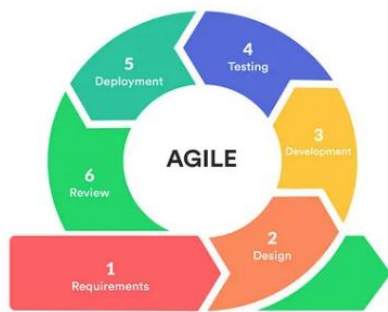 5
Deployment
4
Testing
AGILE
3
Development
6
Review
2
Design
1
Requirements